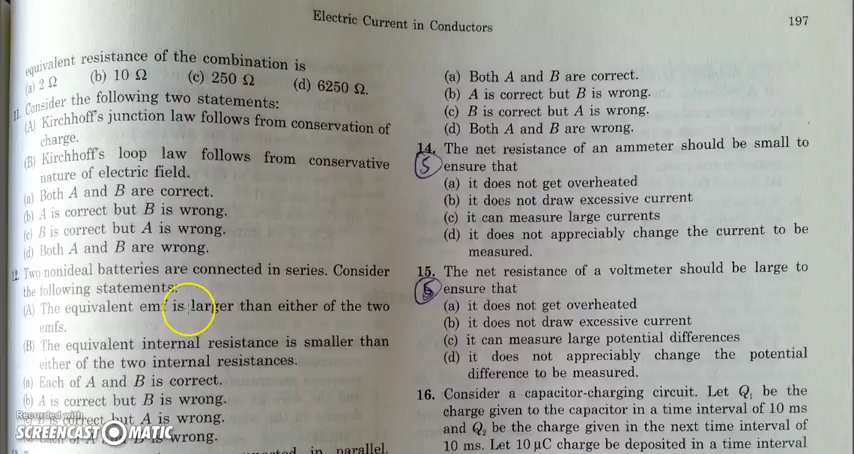 Electric Current in Conductors
197
equivalent resistance of the combination is
(a) 2 Ω (b) 10 Ω (c) 250 Ω (d) 6250 Ω.
11. Consider the following two statements:
(A) Kirchhoff's junction law follows from conservation of
charge.
(B) Kirchhoff's loop law follows from conservative
nature of electric field.
(a) Both A and B are correct.
(b) A is correct but B is wrong.
(c) B is correct but A is wrong.
(d) Both A and B are wrong.
12. Two nonideal batteries are connected in series. Consider
the following statements:
(A) The equivalent emf is larger than either of the two
emfs.
(B) The equivalent internal resistance is smaller than
either of the two internal resistances.
(a) Each of A and B is correct.
(b) A is correct but B is wrong.
correct but A is wrong.
B is wrong.
connected in parallel.
Recorded with
SCREENCAST MATIC
(a) Both A and B are correct.
(b) A is correct but B is wrong.
(c) B is correct but A is wrong.
(d) Both A and B are wrong.
14. The net resistance of an ammeter should be small to
5 ensure that
(a) it does not get overheated
(b) it does not draw excessive current
(c) it can measure large currents
(d) it does not appreciably change the current to be
measured.
15. The net resistance of a voltmeter should be large to
ensure that
(a) it does not get overheated
(b) it does not draw excessive current
(c) it can measure large potential differences
(d) it does not appreciably change the potential
difference to be measured.
16. Consider a capacitor-charging circuit. Let Q₁ be the
charge given to the capacitor in a time interval of 10 ms
and Q₂ be the charge given in the next time interval of
10 ms. Let 10 μC charge be deposited in a time interval